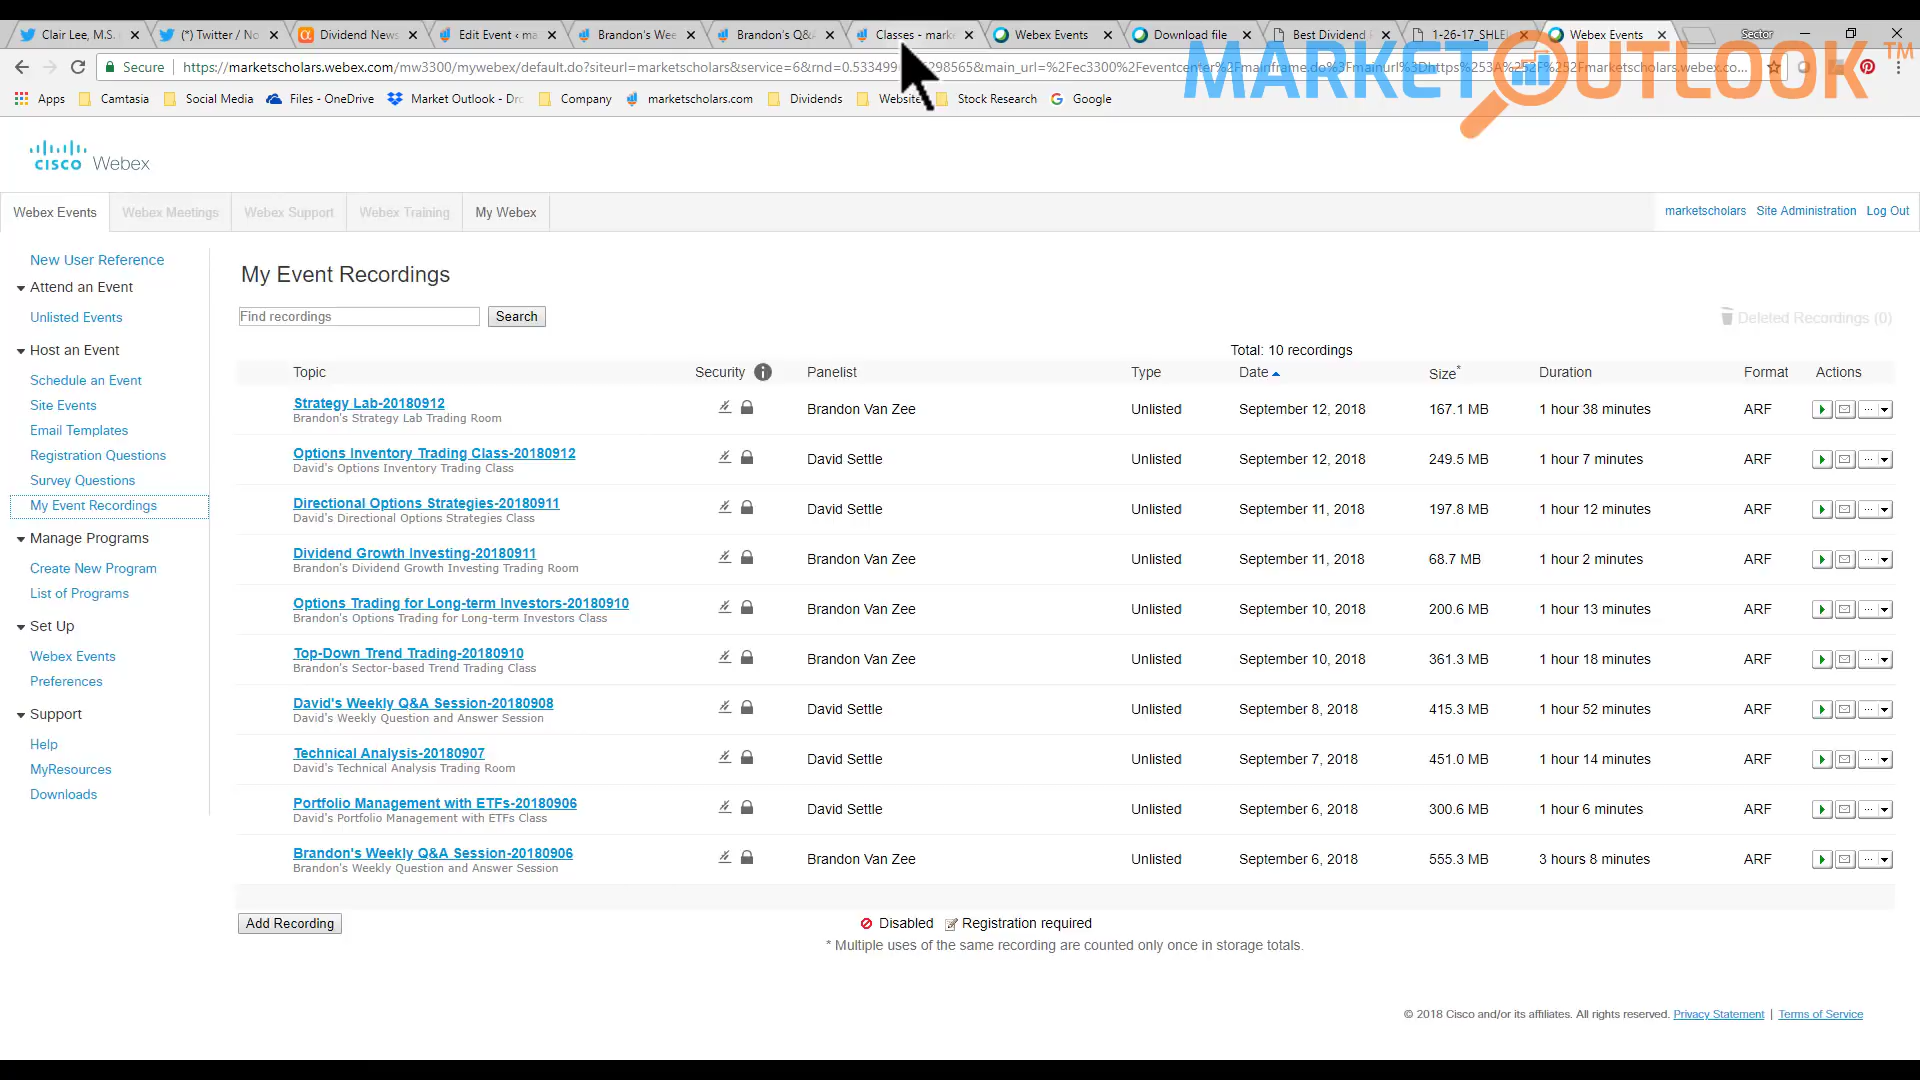 Clair Lee, M.S.
(*) Twitter / No
Dividend News
Edit Event ‹ ma
Brandon's Wee
Brandon's Q&A
Classes - mark
Webex Events
Download file
Best Dividend
1-26-17_SHLE
Webex Events
Sector
Secure
MARKET OUTLOOK TM
Apps
Camtasia
Social Media
Files - OneDrive
Market Outlook - Dro
Company
marketscholars.com
Dividends
Website
Stock Research
Google
cisco Webex
Webex Events
Webex Meetings
Webex Support
Webex Training
My Webex
marketscholars
Site Administration
Log Out
New User Reference
Attend an Event
Unlisted Events
Host an Event
Schedule an Event
Site Events
Email Templates
Registration Questions
Survey Questions
My Event Recordings
Manage Programs
Create New Program
List of Programs
Set Up
Webex Events
Preferences
Support
Help
MyResources
Downloads
My Event Recordings
Find recordings
Search
Deleted Recordings (0)
Total: 10 recordings
Topic Security Panelist Type Date Size* Duration Format Actions
Strategy Lab-20180912 Brandon Van Zee Unlisted September 12, 2018 167.1 MB 1 hour 38 minutes ARF
Brandon's Strategy Lab Trading Room
Options Inventory Trading Class-20180912 David Settle Unlisted September 12, 2018 249.5 MB 1 hour 7 minutes ARF
David's Options Inventory Trading Class
Directional Options Strategies-20180911 David Settle Unlisted September 11, 2018 197.8 MB 1 hour 12 minutes ARF
David's Directional Options Strategies Class
Dividend Growth Investing-20180911 Brandon Van Zee Unlisted September 11, 2018 68.7 MB 1 hour 2 minutes ARF
Brandon's Dividend Growth Investing Trading Room
Options Trading for Long-term Investors-20180910 Brandon Van Zee Unlisted September 10, 2018 200.6 MB 1 hour 13 minutes ARF
Brandon's Options Trading for Long-term Investors Class
Top-Down Trend Trading-20180910 Brandon Van Zee Unlisted September 10, 2018 361.3 MB 1 hour 18 minutes ARF
Brandon's Sector-based Trend Trading Class
David's Weekly Q&A Session-20180908 David Settle Unlisted September 8, 2018 415.3 MB 1 hour 52 minutes ARF
David's Weekly Question and Answer Session
Technical Analysis-20180907 David Settle Unlisted September 7, 2018 451.0 MB 1 hour 14 minutes ARF
David's Technical Analysis Trading Room
Portfolio Management with ETFs-20180906 David Settle Unlisted September 6, 2018 300.6 MB 1 hour 6 minutes ARF
David's Portfolio Management with ETFs Class
Brandon's Weekly Q&A Session-20180906 Brandon Van Zee Unlisted September 6, 2018 555.3 MB 3 hours 8 minutes ARF
Brandon's Weekly Question and Answer Session
Add Recording
Disabled Registration required
* Multiple uses of the same recording are counted only once in storage totals.
© 2018 Cisco and/or its affiliates. All rights reserved. Privacy Statement | Terms of Service